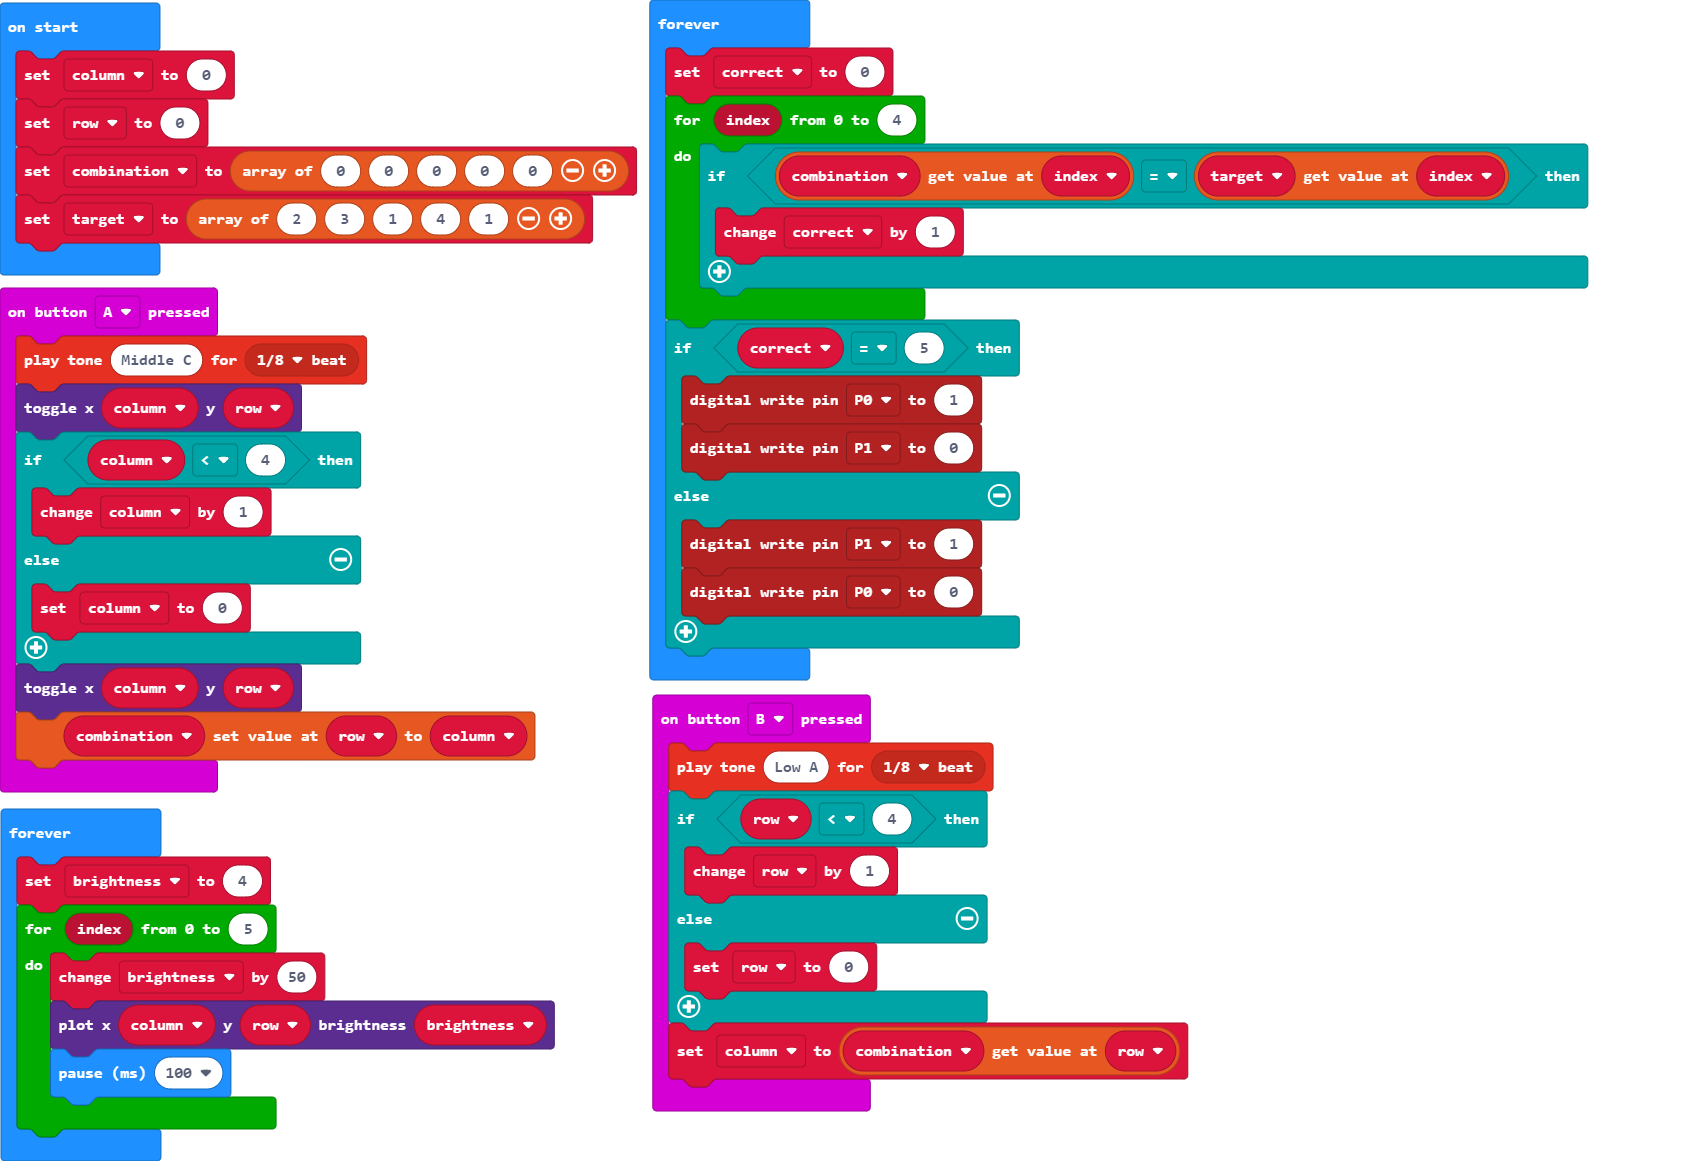 on start
set column to 0
set row to 0
set combination to array of 0 0 0 0 0
set target to array of 2 3 1 4 1
on button A pressed
play tone Middle C for 1/8 beat
toggle x column y row
if column < 4 then
change column by 1
else
set column to 0
toggle x column y row
combination set value at row to column
forever
set brightness to 4
for index from 0 to 5
do
change brightness by 50
plot x column y row brightness brightness
pause (ms) 100
forever
set correct to 0
for index from 0 to 4
do
if combination get value at index = target get value at index then
change correct by 1
if correct = 5 then
digital write pin P0 to 1
digital write pin P1 to 0
else
digital write pin P1 to 1
digital write pin P0 to 0
on button B pressed
play tone Low A for 1/8 beat
if row < 4 then
change row by 1
else
set row to 0
set column to combination get value at row